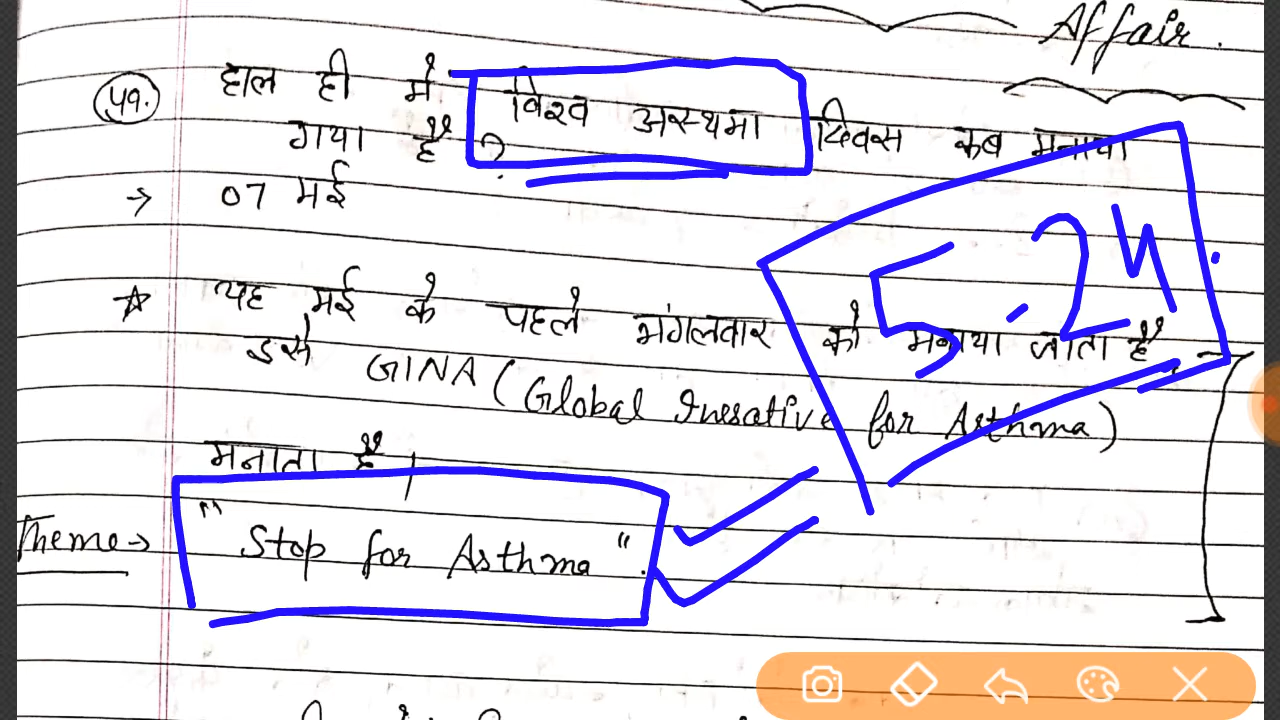 Affair.
49. हाल ही में विश्व अस्थमा दिवस कब मनाया
गया है ?
→ 07 मई
5.24
☆ यह मई के पहले मंगलवार को मनाया जाता है,
इसे GINA (Global Inesative for Asthma)
मनाता है।
Theme→ "Stop for Asthma".